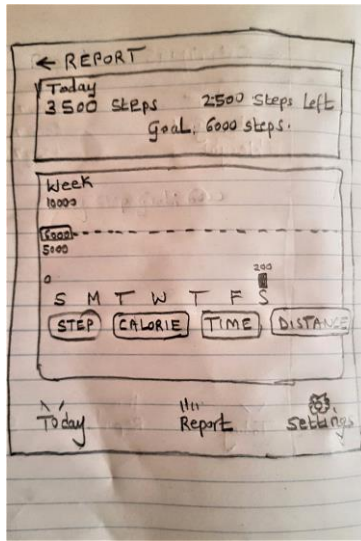 ← REPORT
Today
3500 Steps 2500 Steps Left
Goal, 6000 steps.
Week
10000
6000
5000
200
0
S M T W T F S
STEP CALORIE TIME DISTANCE
Today Report Settings